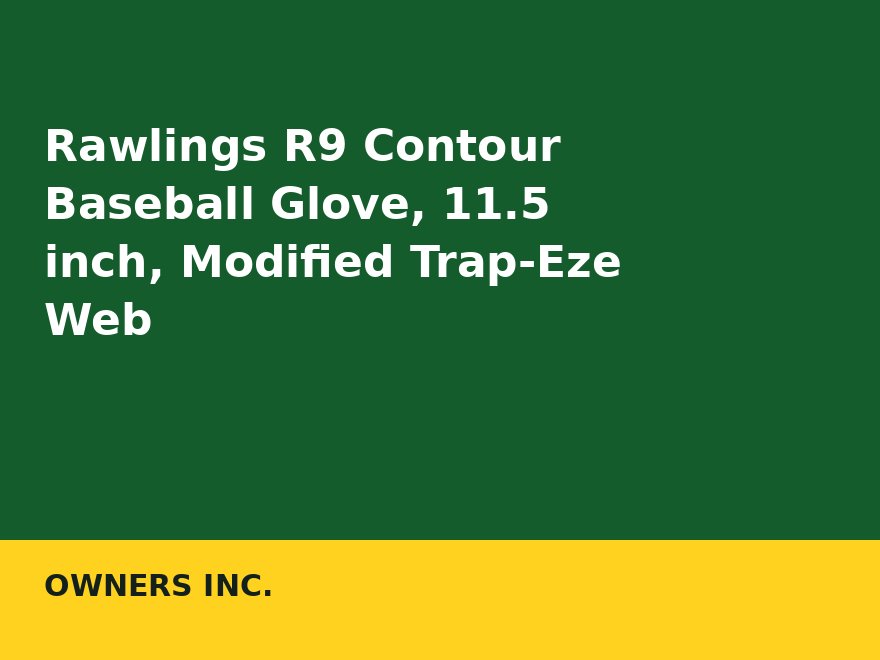 Rawlings R9 Contour
Baseball Glove, 11.5
inch, Modified Trap-Eze
Web
OWNERS INC.